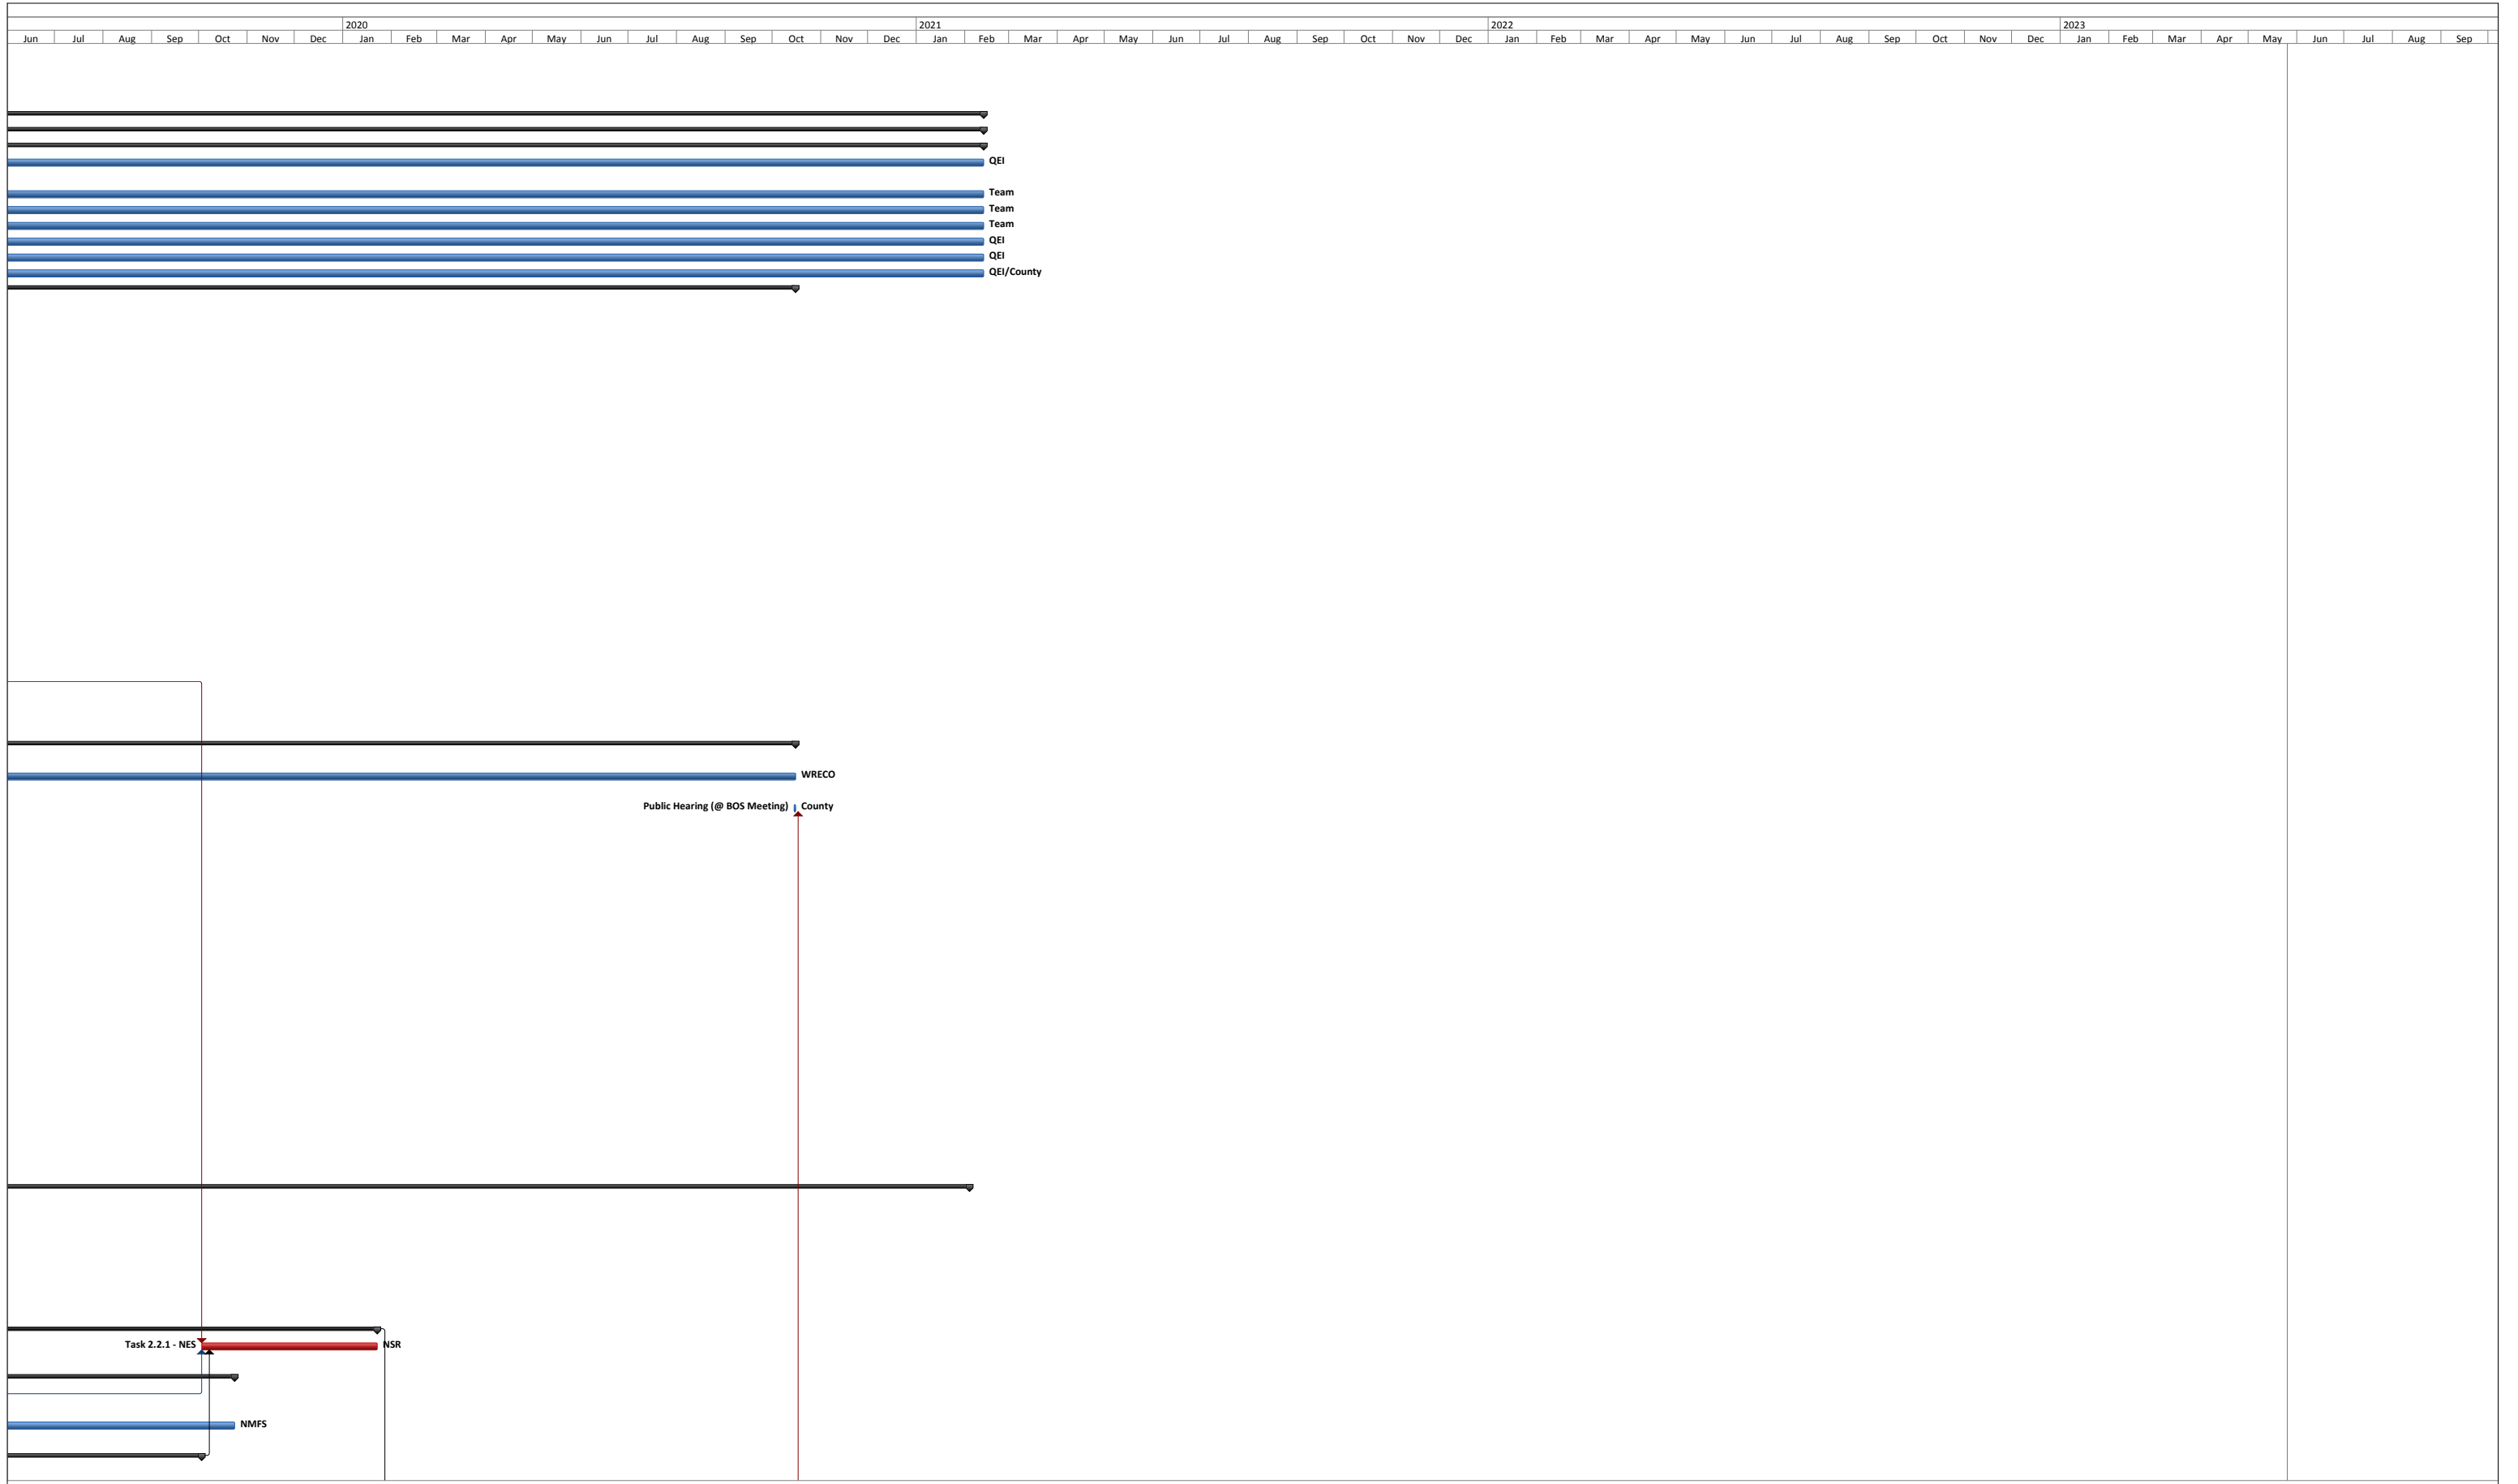 2020 2021 2022 2023
Jun Jul Aug Sep Oct Nov Dec Jan Feb Mar Apr May Jun Jul Aug Sep Oct Nov Dec Jan Feb Mar Apr May Jun Jul Aug Sep Oct Nov Dec Jan Feb Mar Apr May Jun Jul Aug Sep Oct Nov Dec Jan Feb Mar Apr May Jun Jul Aug Sep
QEI
Team
Team
Team
QEI
QEI
QEI/County
WRECO
Public Hearing (@ BOS Meeting) County
Task 2.2.1 - NES NSR
NMFS